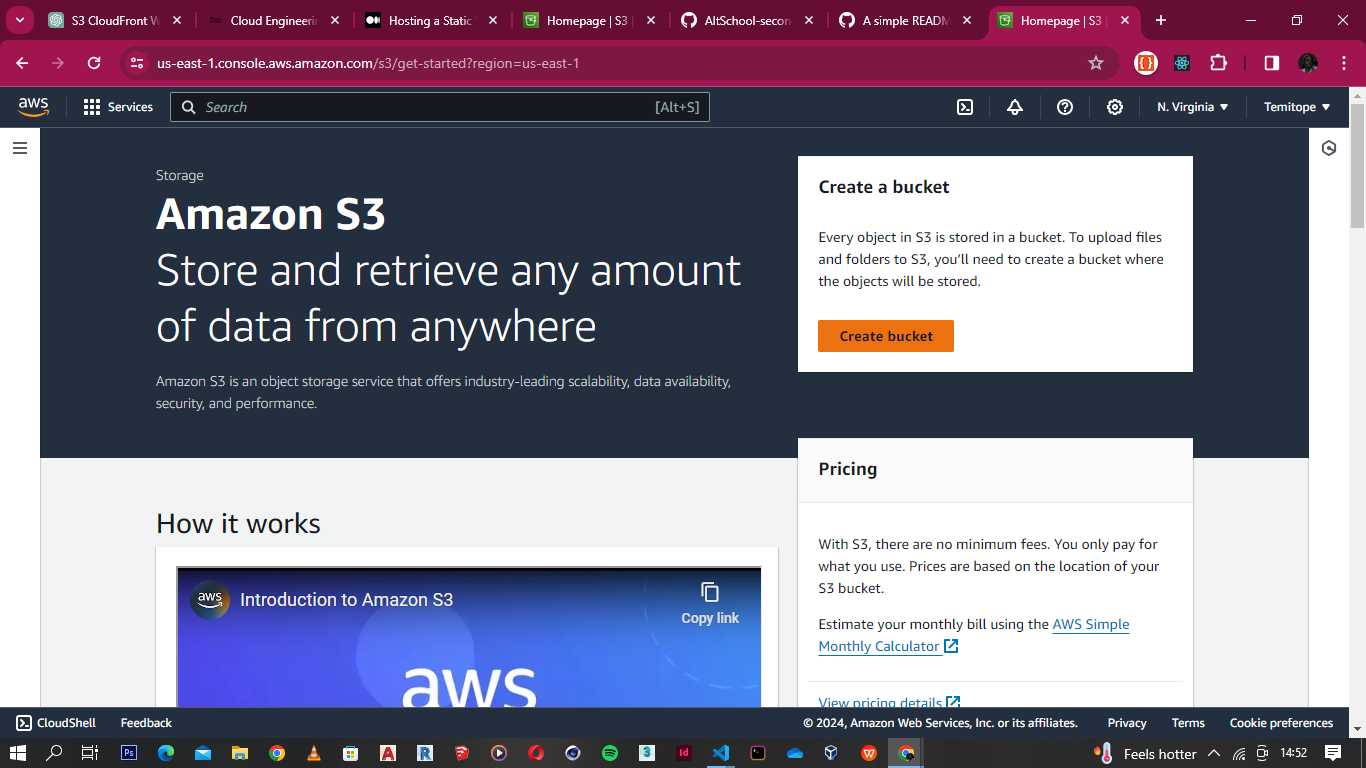 S3 CloudFront W
Cloud Engineerin
Hosting a Static
Homepage | S3 |
AltSchool-secon
A simple READM
Homepage | S3 |
us-east-1.console.aws.amazon.com/s3/get-started?region=us-east-1
aws
Services
Search
[Alt+S]
N. Virginia
Temitope
Storage
Amazon S3
Store and retrieve any amount
of data from anywhere
Amazon S3 is an object storage service that offers industry-leading scalability, data availability,
security, and performance.
Create a bucket
Every object in S3 is stored in a bucket. To upload files
and folders to S3, you’ll need to create a bucket where
the objects will be stored.
Create bucket
How it works
aws
Introduction to Amazon S3
Copy link
aws
Pricing
With S3, there are no minimum fees. You only pay for
what you use. Prices are based on the location of your
S3 bucket.
Estimate your monthly bill using the AWS Simple
Monthly Calculator
View pricing details
CloudShell
Feedback
© 2024, Amazon Web Services, Inc. or its affiliates.
Privacy
Terms
Cookie preferences
Ps
A
R
3
Id
Feels hotter
14:52